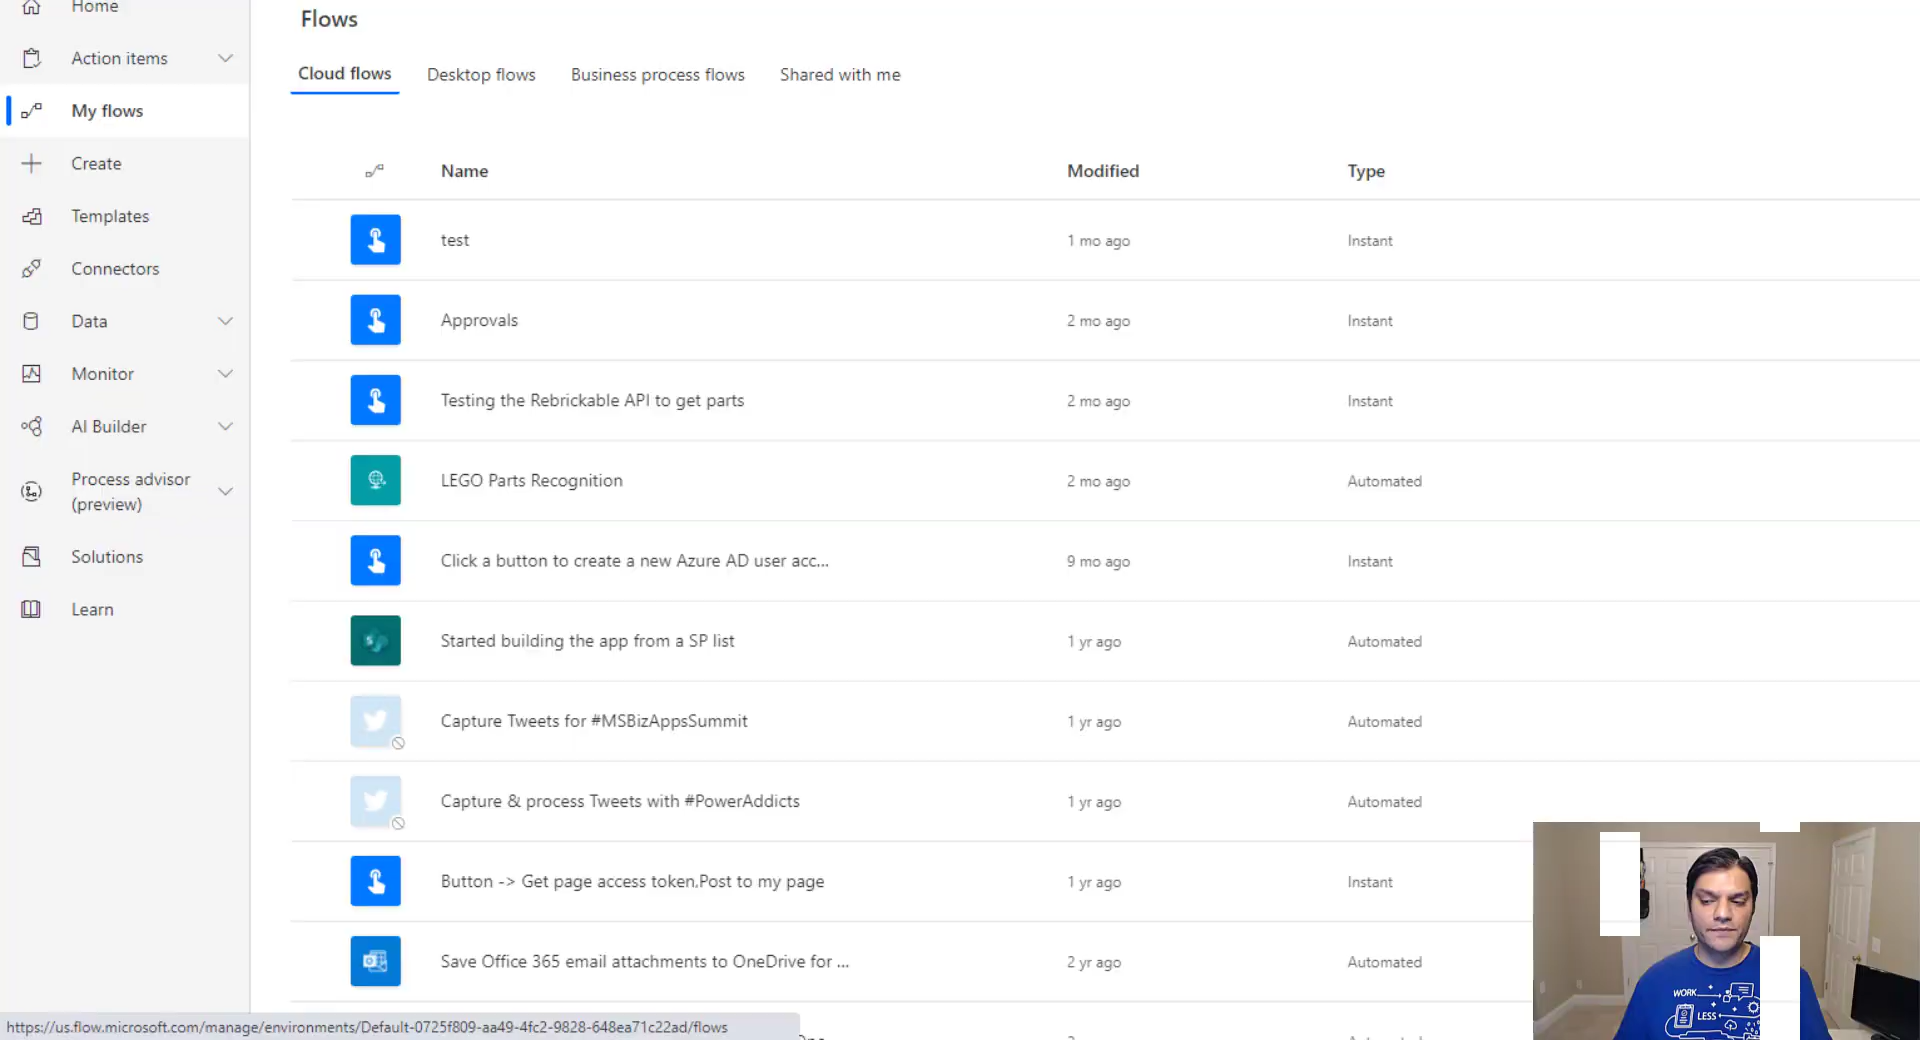 Home
Action items
My flows
Create
Templates
Connectors
Data
Monitor
AI Builder
Process advisor
(preview)
Solutions
Learn
Flows
Cloud flows Desktop flows Business process flows Shared with me
Name Modified Type
test 1 mo ago Instant
Approvals 2 mo ago Instant
Testing the Rebrickable API to get parts 2 mo ago Instant
LEGO Parts Recognition 2 mo ago Automated
Click a button to create a new Azure AD user acc... 9 mo ago Instant
Started building the app from a SP list 1 yr ago Automated
Capture Tweets for #MSBizAppsSummit 1 yr ago Automated
Capture & process Tweets with #PowerAddicts 1 yr ago Automated
Button -> Get page access token,Post to my page 1 yr ago Instant
Save Office 365 email attachments to OneDrive for ... 2 yr ago Automated
https://us.flow.microsoft.com/manage/environments/Default-0725f809-aa49-4fc2-9828-648ea71c22ad/flows
WORK
LESS